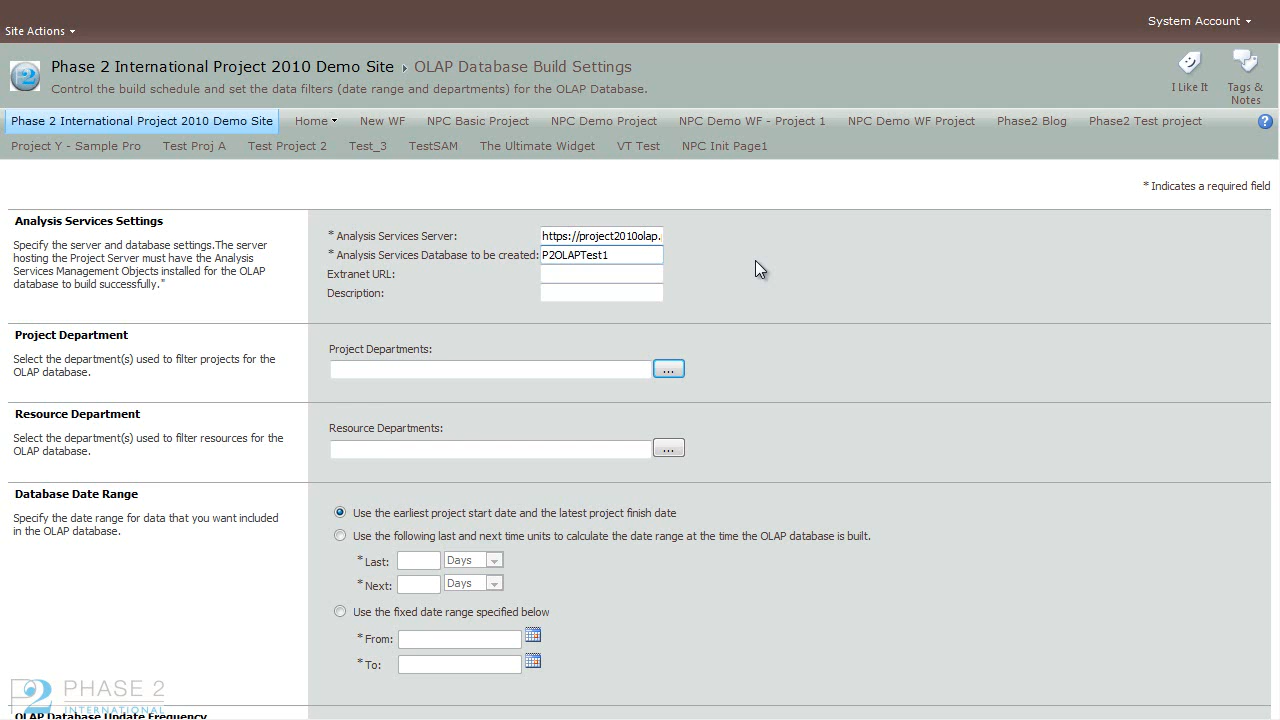 System Account
Site Actions
Phase 2 International Project 2010 Demo Site › OLAP Database Build Settings
Control the build schedule and set the data filters (date range and departments) for the OLAP Database.
I Like It
Tags & Notes
Phase 2 International Project 2010 Demo Site Home New WF NPC Basic Project NPC Demo Project NPC Demo WF - Project 1 NPC Demo WF Project Phase2 Blog Phase2 Test project
Project Y - Sample Pro Test Proj A Test Project 2 Test_3 TestSAM The Ultimate Widget VT Test NPC Init Page1
* Indicates a required field
Analysis Services Settings
Specify the server and database settings.The server
hosting the Project Server must have the Analysis
Services Management Objects installed for the OLAP
database to build successfully."
* Analysis Services Server: https://project2010olap.
* Analysis Services Database to be created: P2OLAPTest1
Extranet URL:
Description:
Project Department
Select the department(s) used to filter projects for the
OLAP database.
Project Departments:
...
Resource Department
Select the department(s) used to filter resources for the
OLAP database.
Resource Departments:
...
Database Date Range
Specify the date range for data that you want included
in the OLAP database.
Use the earliest project start date and the latest project finish date
Use the following last and next time units to calculate the date range at the time the OLAP database is built.
* Last: Days
* Next: Days
Use the fixed date range specified below
* From:
* To:
P2 PHASE 2
INTERNATIONAL
OLAP Database Update Frequency